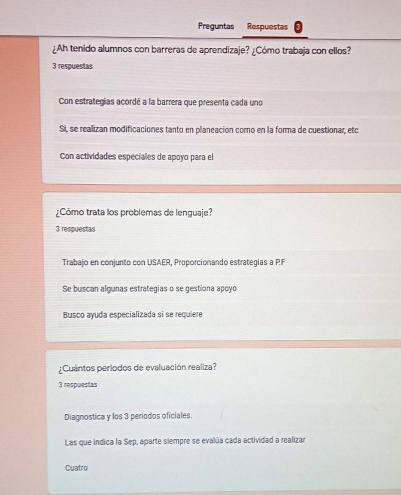 Preguntas Respuestas 3
¿Ah tenido alumnos con barreras de aprendizaje? ¿Cómo trabaja con ellos?
3 respuestas
Con estrategias acordé a la barrera que presenta cada uno
Si, se realizan modificaciones tanto en planeacion como en la forma de cuestionar, etc
Con actividades especiales de apoyo para el
¿Cómo trata los problemas de lenguaje?
3 respuestas
Trabajo en conjunto con USAER, Proporcionando estrategias a P.F
Se buscan algunas estrategias o se gestiona apoyo
Busco ayuda especializada si se requiere
¿Cuántos periodos de evaluación realiza?
3 respuestas
Diagnostica y los 3 periodos oficiales.
Las que indica la Sep, aparte siempre se evalúa cada actividad a realizar
Cuatro